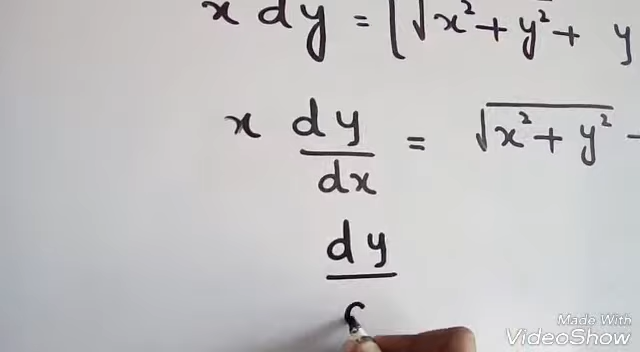 x dy = [√x² + y² + y
x dy/dx = √x² + y² -
dy
Made With
VideoShow